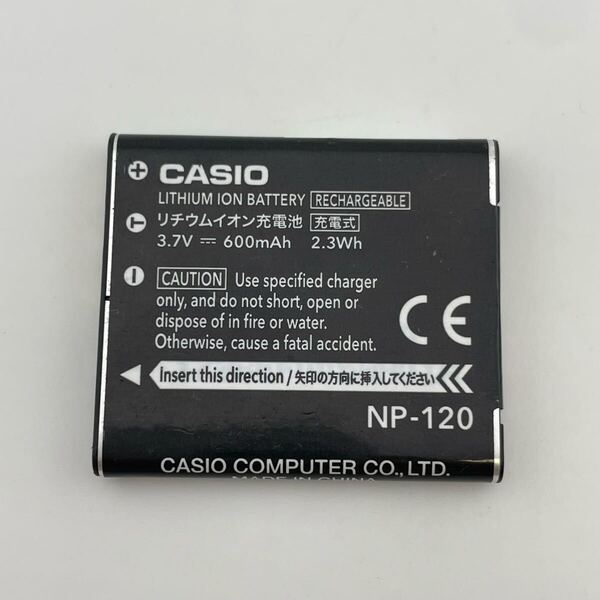 CASIO
LITHIUM ION BATTERY RECHARGEABLE
T リチウムイオン充電池 充電式
3.7V ⎓ 600mAh 2.3Wh
CAUTION Use specified charger
only, and do not short, open or
dispose of in fire or water.
Otherwise, cause a fatal accident.
CE
Insert this direction/矢印の方向に挿入してください
NP-120
CASIO COMPUTER CO., LTD.
MADE IN CHINA